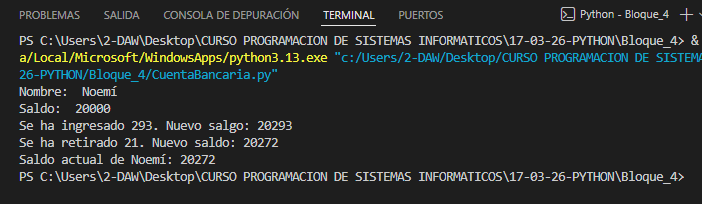 PROBLEMAS SALIDA CONSOLA DE DEPURACIÓN TERMINAL PUERTOS Python - Bloque_4
PS C:\Users\2-DAW\Desktop\CURSO PROGRAMACION DE SISTEMAS INFORMATICOS\17-03-26-PYTHON\Bloque_4> &
a/Local/Microsoft/WindowsApps/python3.13.exe "c:/Users/2-DAW/Desktop/CURSO PROGRAMACION DE SISTEMA
26-PYTHON/Bloque_4/CuentaBancaria.py"
Nombre:  Noemí
Saldo:  20000
Se ha ingresado 293. Nuevo salgo: 20293
Se ha retirado 21. Nuevo saldo: 20272
Saldo actual de Noemí: 20272
PS C:\Users\2-DAW\Desktop\CURSO PROGRAMACION DE SISTEMAS INFORMATICOS\17-03-26-PYTHON\Bloque_4>